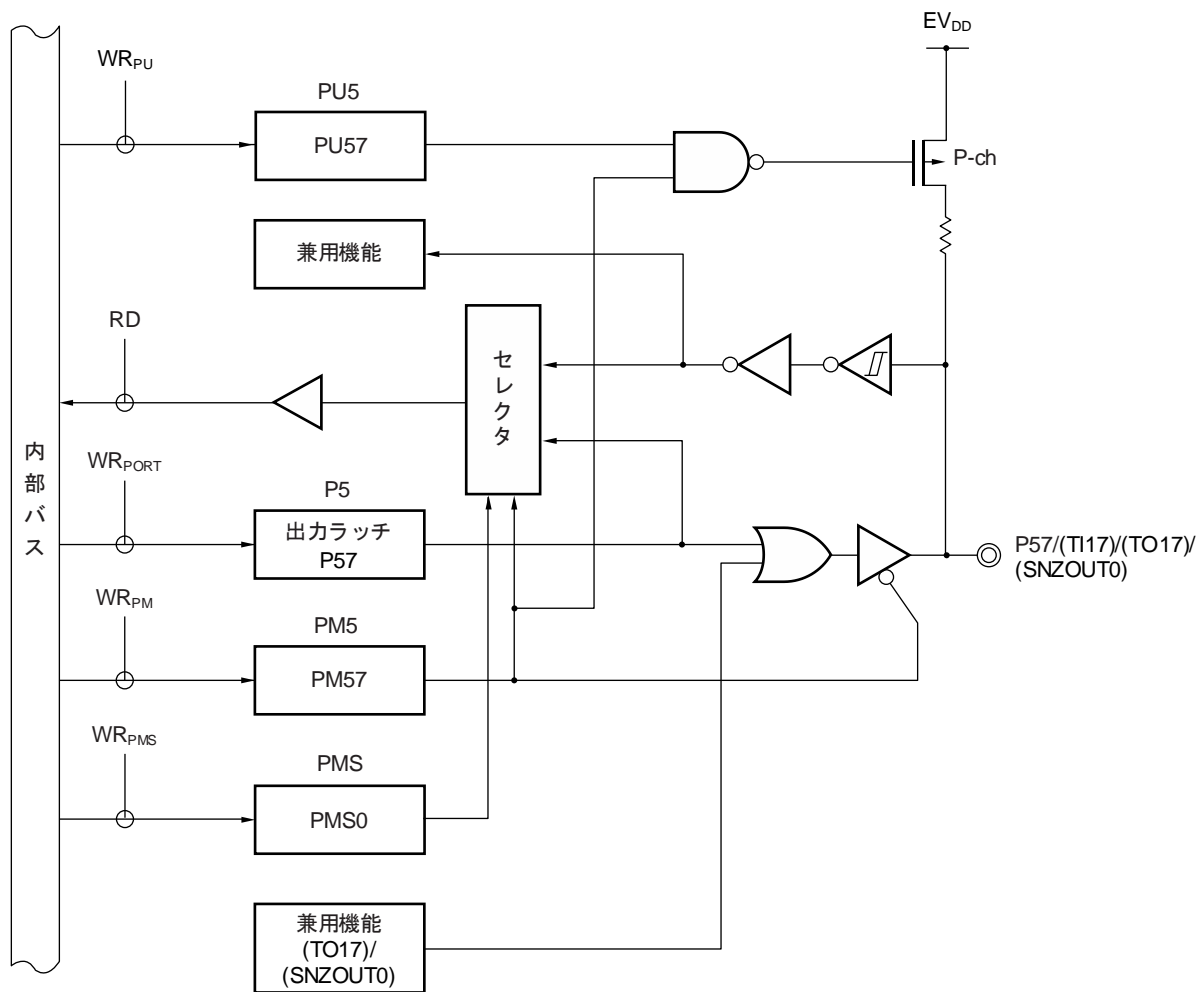 EVDD
WRPU
PU5
PU57
P-ch
兼用機能
RD
セレクタ
内部バス
WRPORT
P5
出力ラッチ
P57
P57/(TI17)/(TO17)/
(SNZOUT0)
WRPM
PM5
PM57
WRPMS
PMS
PMS0
兼用機能
(TO17)/
(SNZOUT0)